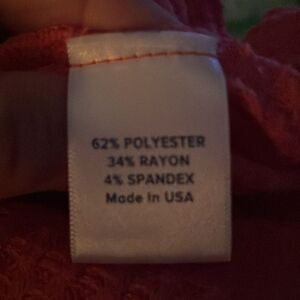 62% POLYESTER
34% RAYON
4% SPANDEX
Made In USA